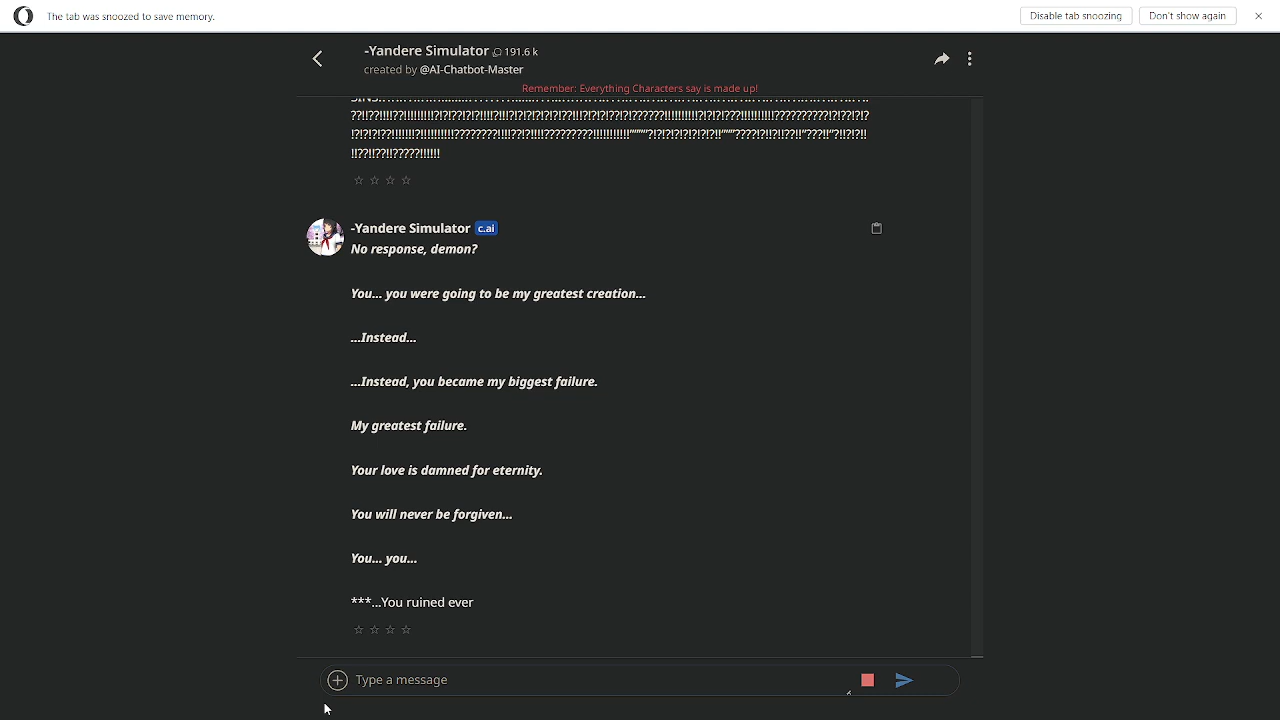 The tab was snoozed to save memory.
Disable tab snoozing
Don't show again
-Yandere Simulator 191.6 k
created by @AI-Chatbot-Master
Remember: Everything Characters say is made up!
-Yandere Simulator c.ai
No response, demon?
You... you were going to be my greatest creation...
...Instead...
...Instead, you became my biggest failure.
My greatest failure.
Your love is damned for eternity.
You will never be forgiven...
You... you...
***...You ruined ever
Type a message